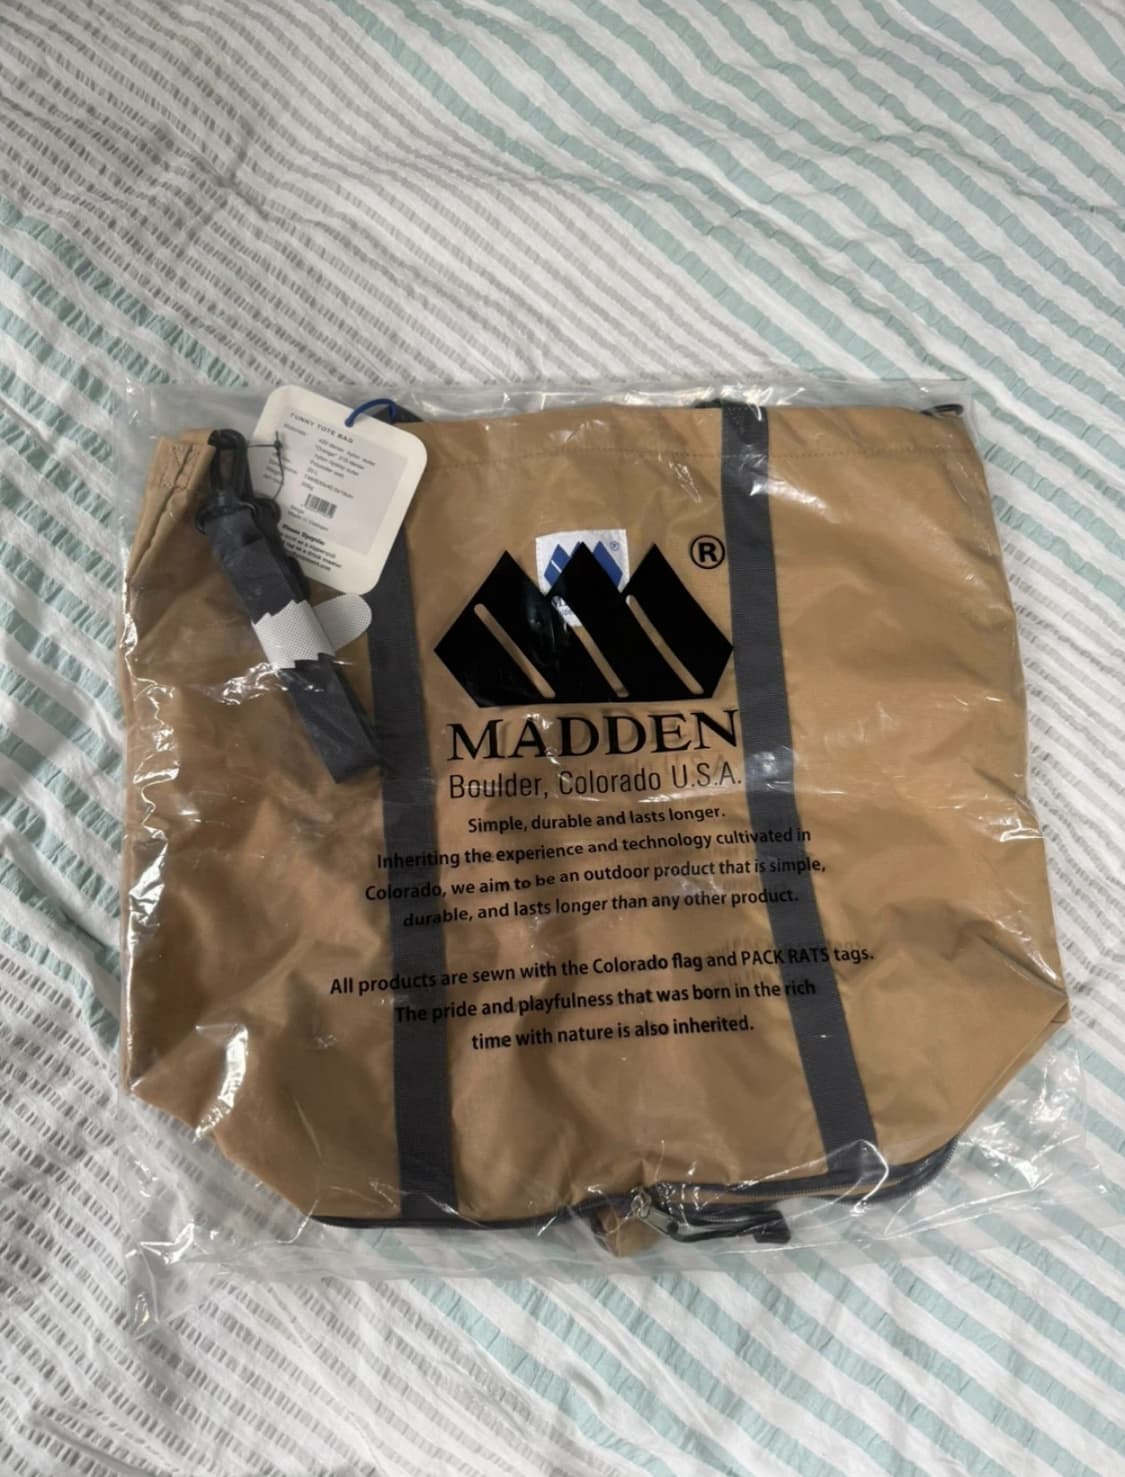 FUNNY TOTE BAG
®
MADDEN
Boulder, Colorado U.S.A.
Simple, durable and lasts longer.
Inheriting the experience and technology cultivated in
Colorado, we aim to be an outdoor product that is simple,
durable, and lasts longer than any other product.
All products are sewn with the Colorado flag and PACK RATS tags.
The pride and playfulness that was born in the rich
time with nature is also inherited.